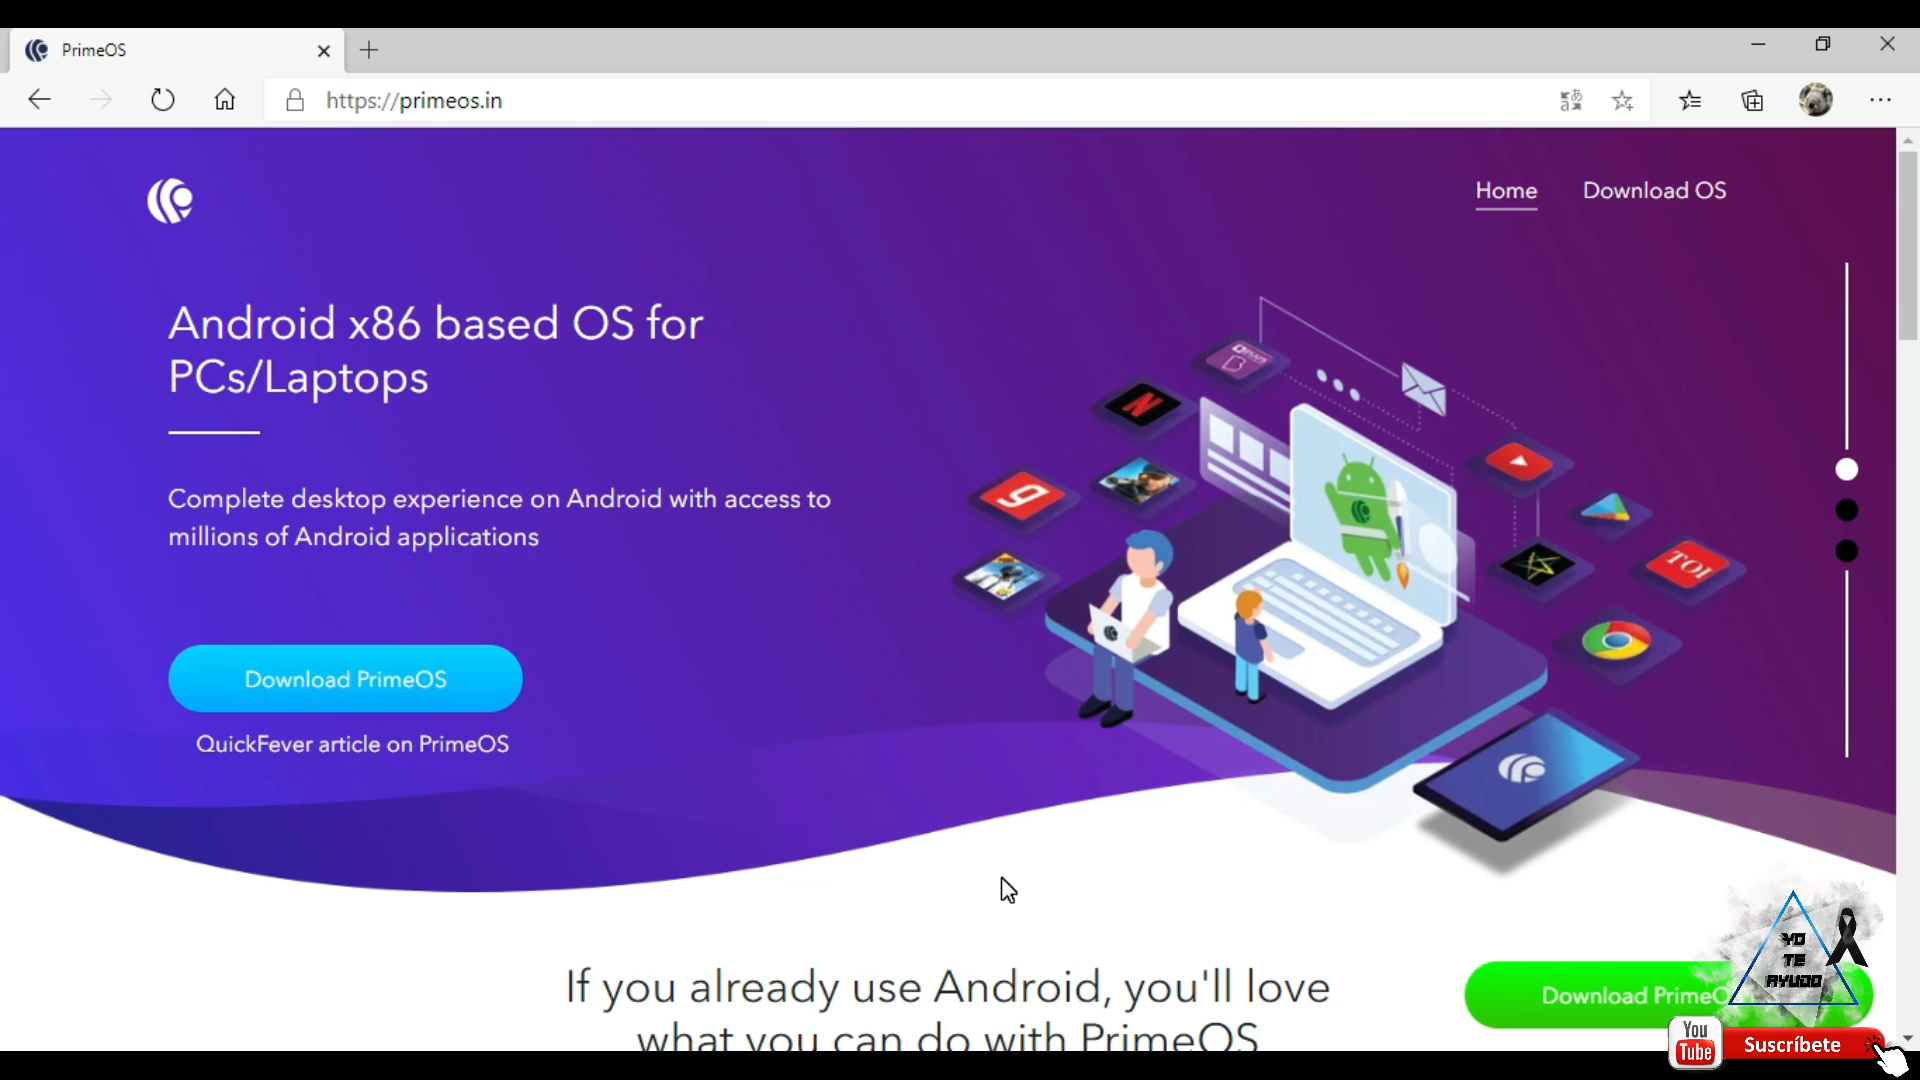 PrimeOS
https://primeos.in
Home
Download OS
Android x86 based OS for
PCs/Laptops
Complete desktop experience on Android with access to
millions of Android applications
Download PrimeOS
QuickFever article on PrimeOS
N
g
TOI
If you already use Android, you'll love
what you can do with PrimeOS
Download PrimeO
YO
TE
AYUDO
You
Tube
Suscríbete